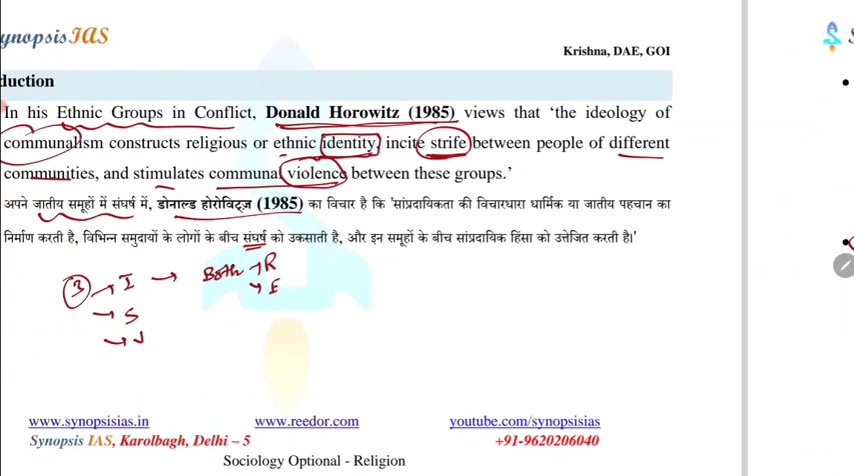 ynopsis IAS
Krishna, DAE, GOI
duction
In his Ethnic Groups in Conflict, Donald Horowitz (1985) views that ‘the ideology of
communalism constructs religious or ethnic identity, incite strife between people of different
communities, and stimulates communal violence between these groups.’
अपने जातीय समूहों में संघर्ष में, डोनाल्ड होरोविट्ज़ (1985) का विचार है कि 'सांप्रदायिकता की विचारधारा धार्मिक या जातीय पहचान का
निर्माण करती है, विभिन्न समुदायों के लोगों के बीच संघर्ष को उकसाती है, और इन समूहों के बीच सांप्रदायिक हिंसा को उत्तेजित करती है।'
3 → I → Both → R
→ E
→ S
→ V
www.synopsisias.in www.reedor.com youtube.com/synopsisias
Synopsis IAS, Karolbagh, Delhi – 5 +91-9620206040
Sociology Optional - Religion